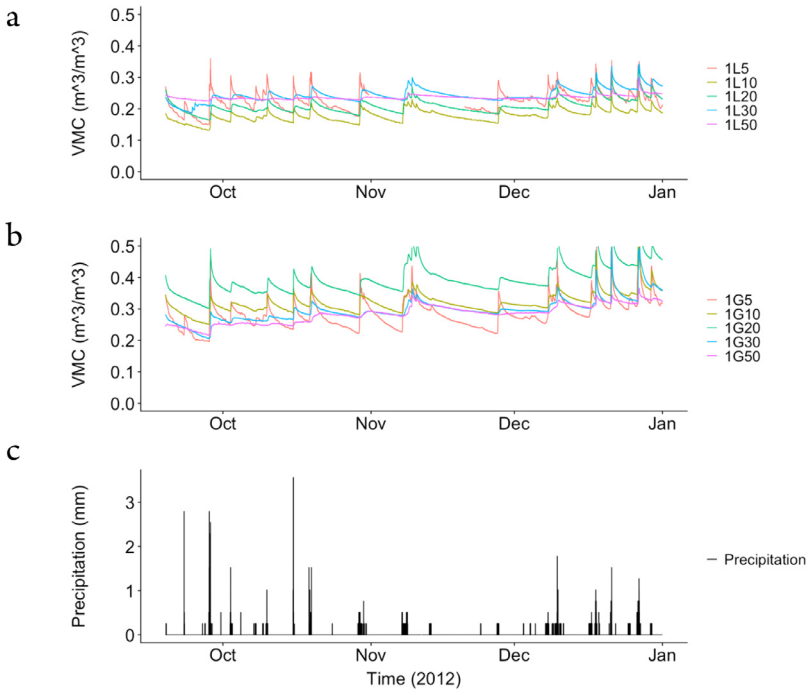 a
VMC (m^3/m^3)
0.5
0.4
0.3
0.2
0.1
0.0
Oct Nov Dec Jan
1L5
1L10
1L20
1L30
1L50
b
VMC (m^3/m^3)
0.5
0.4
0.3
0.2
0.1
0.0
Oct Nov Dec Jan
1G5
1G10
1G20
1G30
1G50
c
Precipitation (mm)
3
2
1
0
Oct Nov Dec Jan
Time (2012)
Precipitation